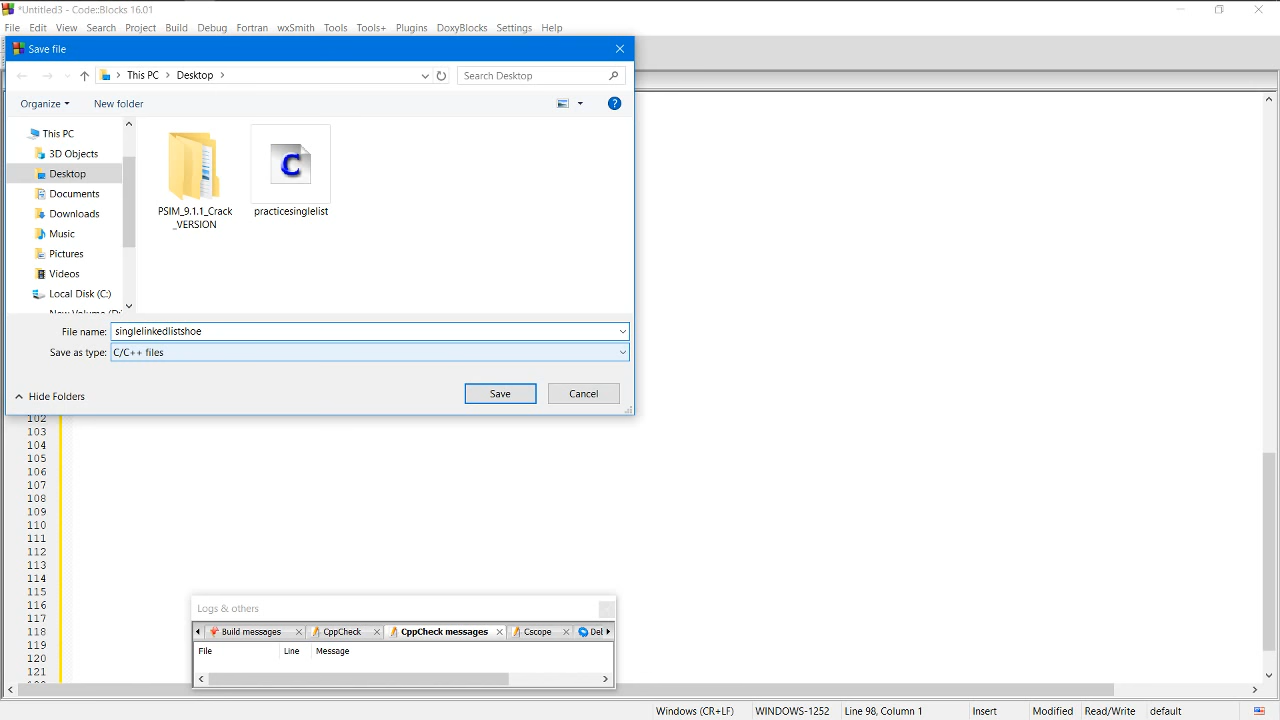 *Untitled3 - Code::Blocks 16.01
File Edit View Search Project Build Debug Fortran wxSmith Tools Tools+ Plugins DoxyBlocks Settings Help
Save file
This PC Desktop
Search Desktop
Organize New folder
This PC
3D Objects
Desktop
Documents
Downloads
Music
Pictures
Videos
Local Disk (C:)
PSIM_9.1.1_Crack
_VERSION
practicesinglelist
File name: singlelinkedlistshoe
Save as type: C/C++ files
Hide Folders
Save Cancel
102
103
104
105
106
107
108
109
110
111
112
113
114
115
116
117
118
119
120
121
Logs & others
Build messages CppCheck CppCheck messages Cscope Del
File Line Message
Windows (CR+LF) WINDOWS-1252 Line 98, Column 1 Insert Modified Read/Write default